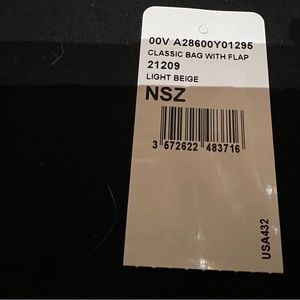 00V A28600Y01295
CLASSIC BAG WITH FLAP
21209
LIGHT BEIGE
NSZ
3 572622 483716
USA432